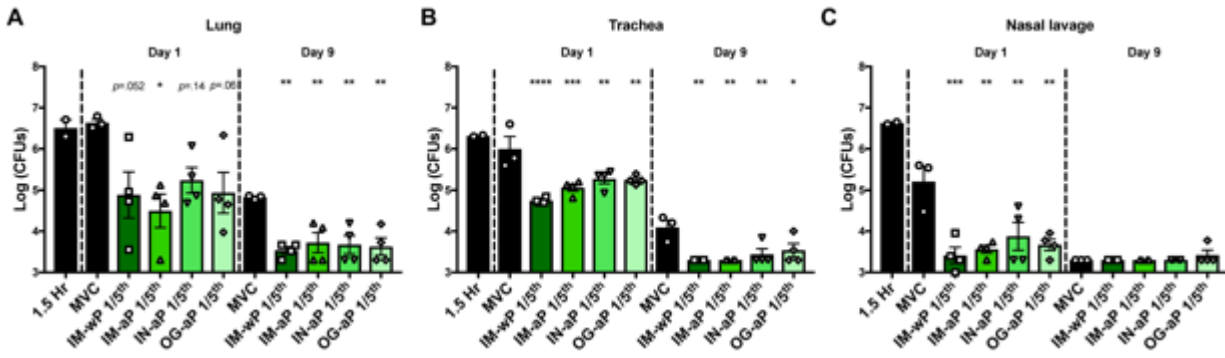 A
Lung
Day 1
Day 9
p=.052
*
p=.14
p=.06
**
**
**
**
Log (CFUs)
8
7
6
5
4
3
1.5 Hr
MVC
IM-wP 1/5th
IM-aP 1/5th
IN-aP 1/5th
OG-aP 1/5th
MVC
IM-wP 1/5th
IM-aP 1/5th
IN-aP 1/5th
OG-aP 1/5th
B
Trachea
Day 1
Day 9
****
***
**
**
**
**
**
*
Log (CFUs)
8
7
6
5
4
3
1.5 Hr
MVC
IM-wP 1/5th
IM-aP 1/5th
IN-aP 1/5th
OG-aP 1/5th
MVC
IM-wP 1/5th
IM-aP 1/5th
IN-aP 1/5th
OG-aP 1/5th
C
Nasal lavage
Day 1
Day 9
***
**
**
**
Log (CFUs)
8
7
6
5
4
3
1.5 Hr
MVC
IM-wP 1/5th
IM-aP 1/5th
IN-aP 1/5th
OG-aP 1/5th
MVC
IM-wP 1/5th
IM-aP 1/5th
IN-aP 1/5th
OG-aP 1/5th